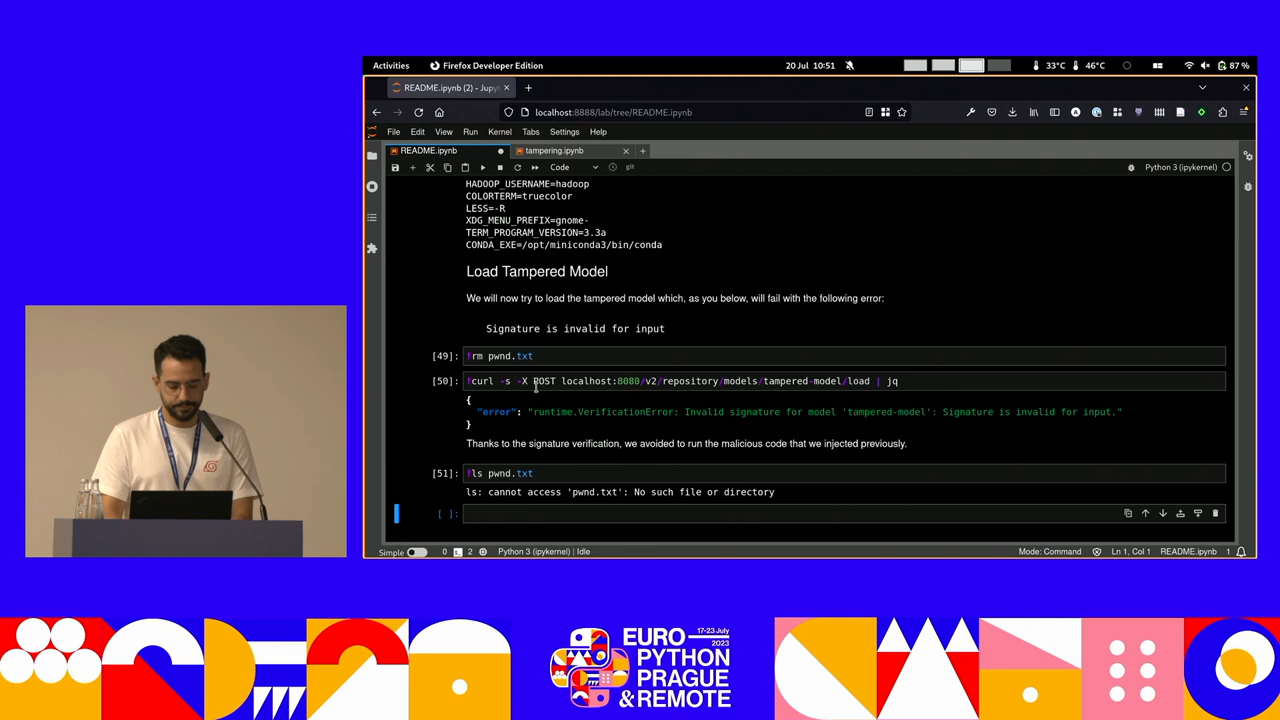 Activities
Firefox Developer Edition
20 Jul 10:51
33°C
46°C
87 %
README.ipynb (2) - Jupyt
localhost:8888/lab/tree/README.ipynb
File Edit View Run Kernel Tabs Settings Help
README.ipynb
tampering.ipynb
Code
git
Python 3 (ipykernel)
HADOOP_USERNAME=hadoop
COLORTERM=truecolor
LESS=-R
XDG_MENU_PREFIX=gnome-
TERM_PROGRAM_VERSION=3.3a
CONDA_EXE=/opt/miniconda3/bin/conda
Load Tampered Model
We will now try to load the tampered model which, as you below, will fail with the following error:
Signature is invalid for input
[49]: !rm pwnd.txt
[50]: !curl -s -X POST localhost:8080/v2/repository/models/tampered-model/load | jq
{
"error": "runtime.VerificationError: Invalid signature for model 'tampered-model': Signature is invalid for input."
}
Thanks to the signature verification, we avoided to run the malicious code that we injected previously.
[51]: !ls pwnd.txt
ls: cannot access 'pwnd.txt': No such file or directory
[ ]:
Simple 0 2 Python 3 (ipykernel) | Idle
Mode: Command Ln 1, Col 1 README.ipynb 1
EURO 17-23 July 2023
PYTHON
PRAGUE
& REMOTE